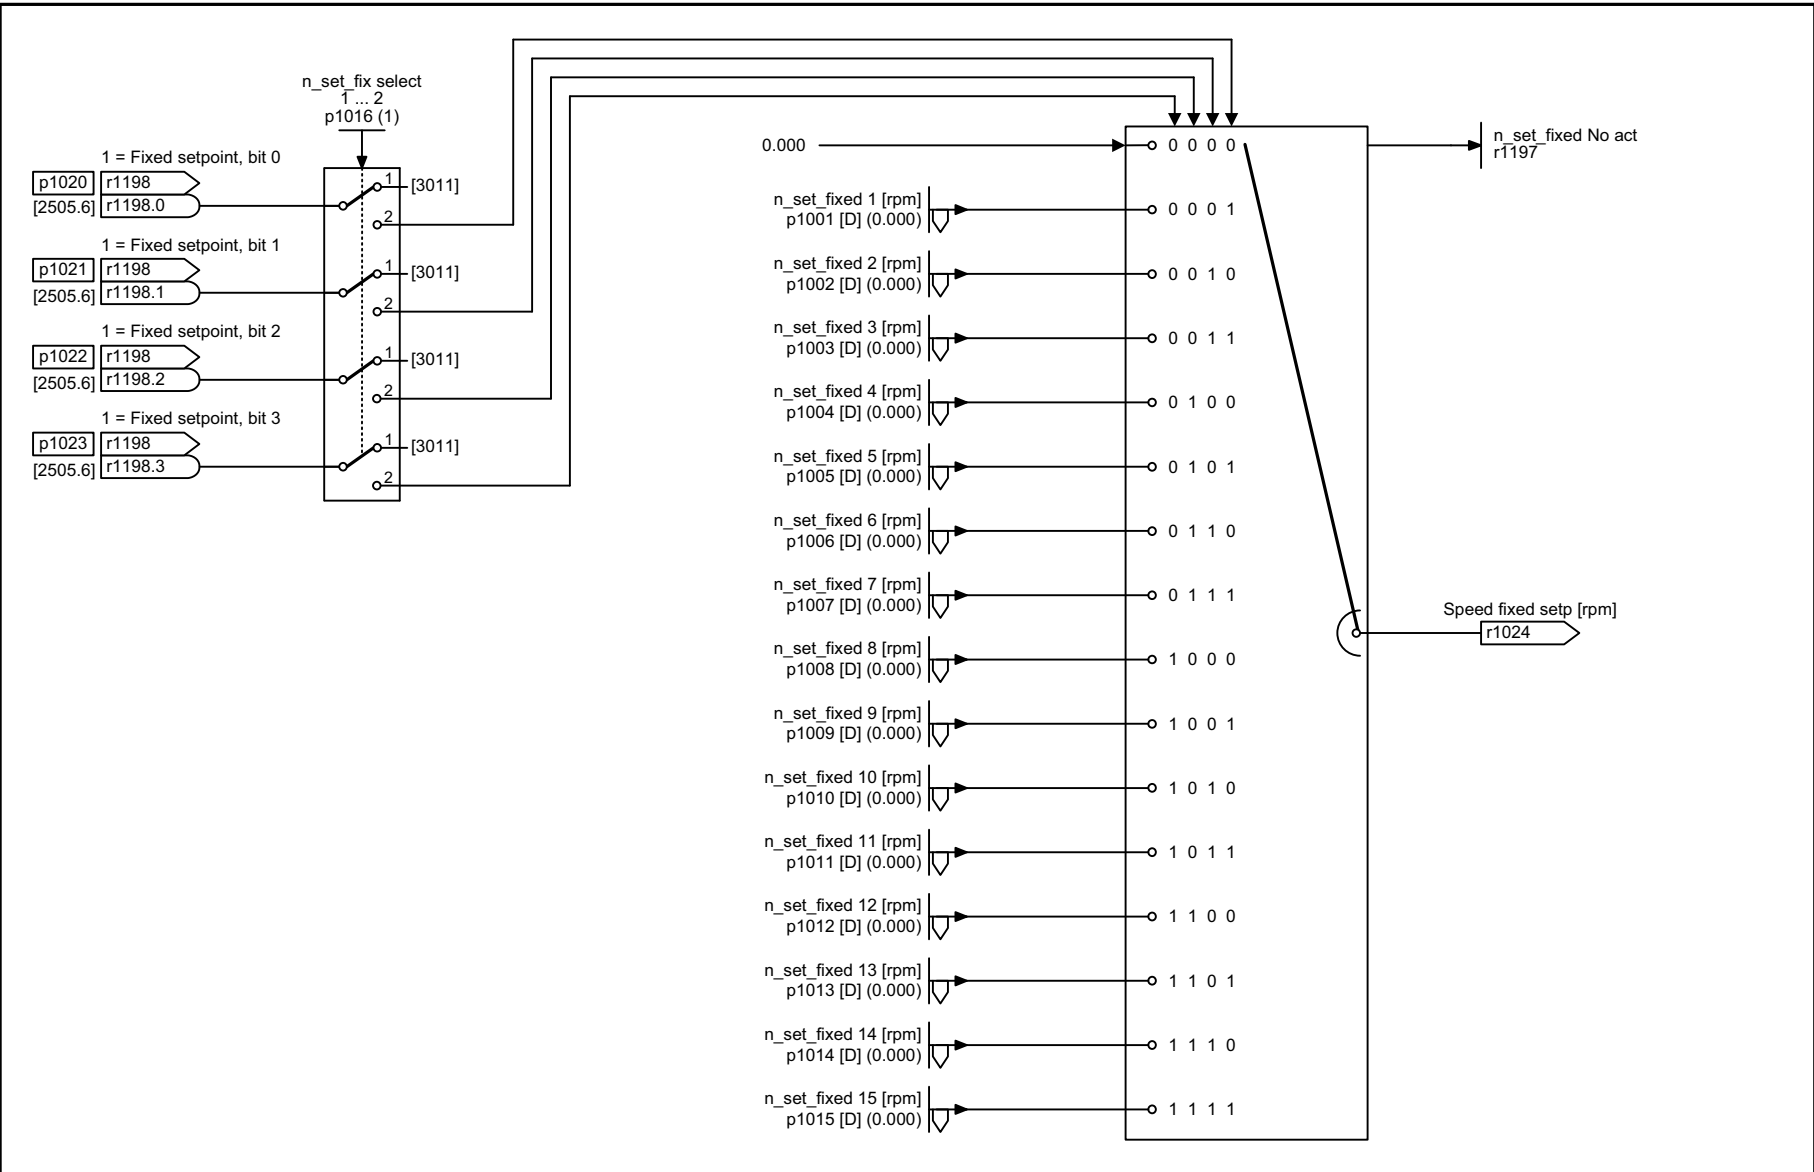 n_set_fix select
1 ... 2
p1016 (1)
1 = Fixed setpoint, bit 0
p1020 r1198
[2505.6] r1198.0
1 [3011]
2
1 = Fixed setpoint, bit 1
p1021 r1198
[2505.6] r1198.1
1 [3011]
2
1 = Fixed setpoint, bit 2
p1022 r1198
[2505.6] r1198.2
1 [3011]
2
1 = Fixed setpoint, bit 3
p1023 r1198
[2505.6] r1198.3
1 [3011]
2
0.000 0 0 0 0
n_set_fixed No act
r1197
n_set_fixed 1 [rpm]
p1001 [D] (0.000) 0 0 0 1
n_set_fixed 2 [rpm]
p1002 [D] (0.000) 0 0 1 0
n_set_fixed 3 [rpm]
p1003 [D] (0.000) 0 0 1 1
n_set_fixed 4 [rpm]
p1004 [D] (0.000) 0 1 0 0
n_set_fixed 5 [rpm]
p1005 [D] (0.000) 0 1 0 1
n_set_fixed 6 [rpm]
p1006 [D] (0.000) 0 1 1 0
n_set_fixed 7 [rpm]
p1007 [D] (0.000) 0 1 1 1
Speed fixed setp [rpm]
r1024
n_set_fixed 8 [rpm]
p1008 [D] (0.000) 1 0 0 0
n_set_fixed 9 [rpm]
p1009 [D] (0.000) 1 0 0 1
n_set_fixed 10 [rpm]
p1010 [D] (0.000) 1 0 1 0
n_set_fixed 11 [rpm]
p1011 [D] (0.000) 1 0 1 1
n_set_fixed 12 [rpm]
p1012 [D] (0.000) 1 1 0 0
n_set_fixed 13 [rpm]
p1013 [D] (0.000) 1 1 0 1
n_set_fixed 14 [rpm]
p1014 [D] (0.000) 1 1 1 0
n_set_fixed 15 [rpm]
p1015 [D] (0.000) 1 1 1 1